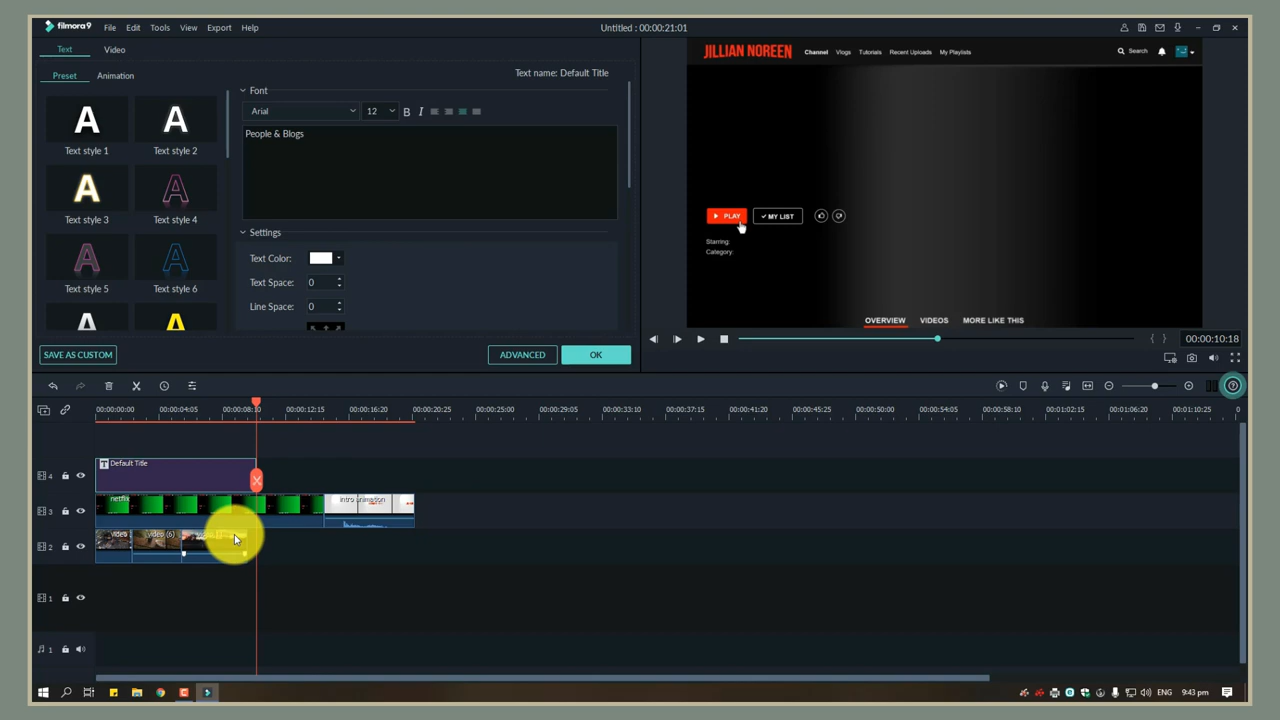 filmora9 File Edit Tools View Export Help Untitled : 00:00:21:01
Text Video
Preset Animation Text name: Default Title
Font
Arial 12 B I
People & Blogs
A A
Text style 1 Text style 2
A A
Text style 3 Text style 4
A A
Text style 5 Text style 6
A A
Settings
Text Color:
Text Space: 0
Line Space: 0
SAVE AS CUSTOM ADVANCED OK
JILLIAN NOREEN Channel Vlogs Tutorials Recent Uploads My Playlists Search
PLAY MY LIST
Starring:
Category:
OVERVIEW VIDEOS MORE LIKE THIS
00:00:10:18
00:00:00:00 00:00:04:05 00:00:08:10 00:00:12:15 00:00:16:20 00:00:20:25 00:00:25:00 00:00:29:05 00:00:33:10 00:00:37:15 00:00:41:20 00:00:45:25 00:00:50:00 00:00:54:05 00:00:58:10 00:01:02:15 00:01:06:20 00:01:10:25 0
4 T Default Title
3 netflix intro animation
2 video video (6)
1
1
ENG 9:43 pm